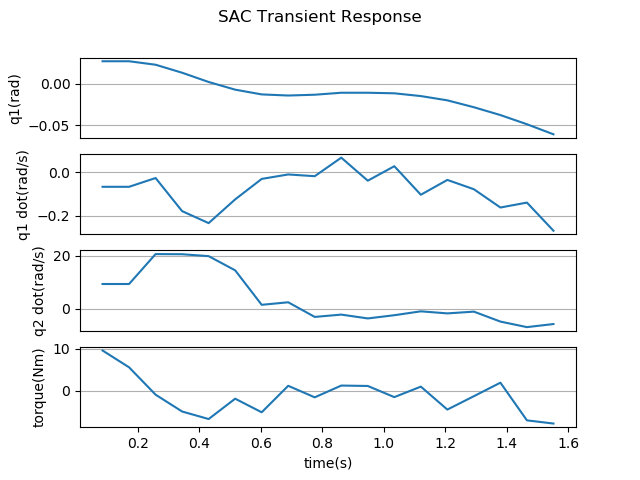 SAC Transient Response
q1(rad)
0.00
−0.05
q1 dot(rad/s)
0.0
−0.2
q2 dot(rad/s)
20
0
torque(Nm)
10
0
0.2 0.4 0.6 0.8 1.0 1.2 1.4 1.6
time(s)